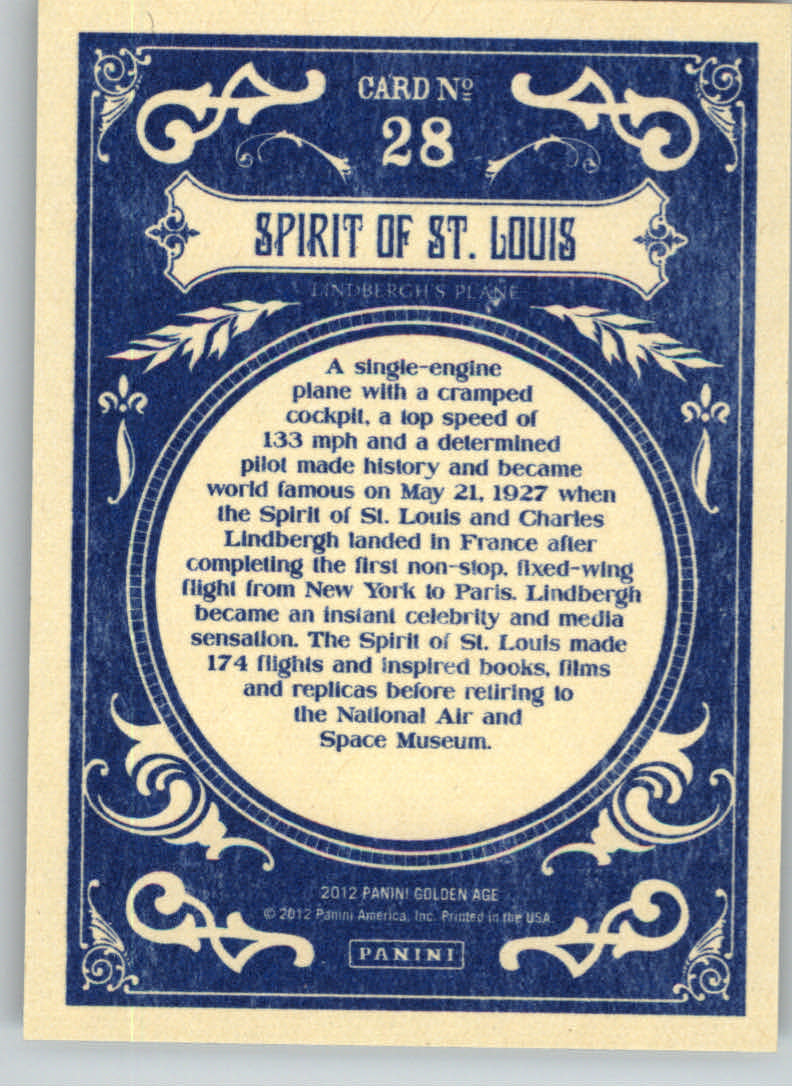 CARD Nº
28
SPIRIT OF ST. LOUIS
LINDBERGH'S PLANE
A single-engine
plane with a cramped
cockpit, a top speed of
133 mph and a determined
pilot made history and became
world famous on May 21, 1927 when
the Spirit of St. Louis and Charles
Lindbergh landed in France after
completing the first non-stop, fixed-wing
flight from New York to Paris. Lindbergh
became an instant celebrity and media
sensation. The Spirit of St. Louis made
174 flights and inspired books, films
and replicas before retiring to
the National Air and
Space Museum.
2012 PANINI GOLDEN AGE
© 2012 Panini America, Inc. Printed in the USA.
PANINI